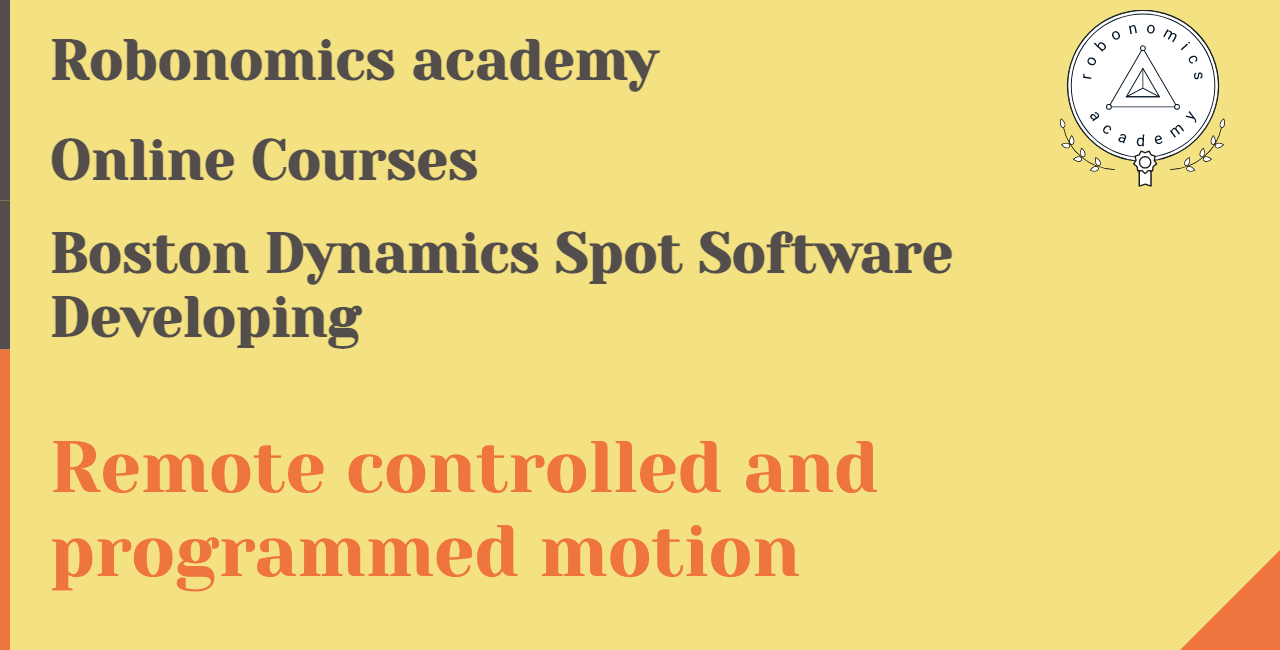 Robonomics academy
Online Courses
Boston Dynamics Spot Software
Developing
Remote controlled and
programmed motion
robonomics
academy